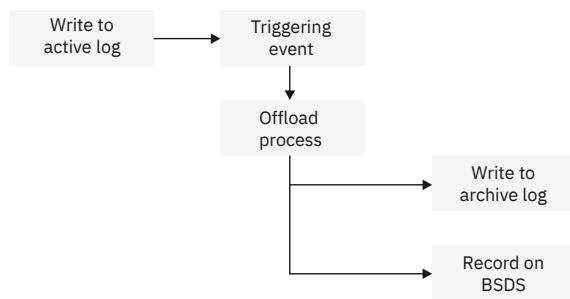 Write to
active log
Triggering
event
Offload
process
Write to
archive log
Record on
BSDS